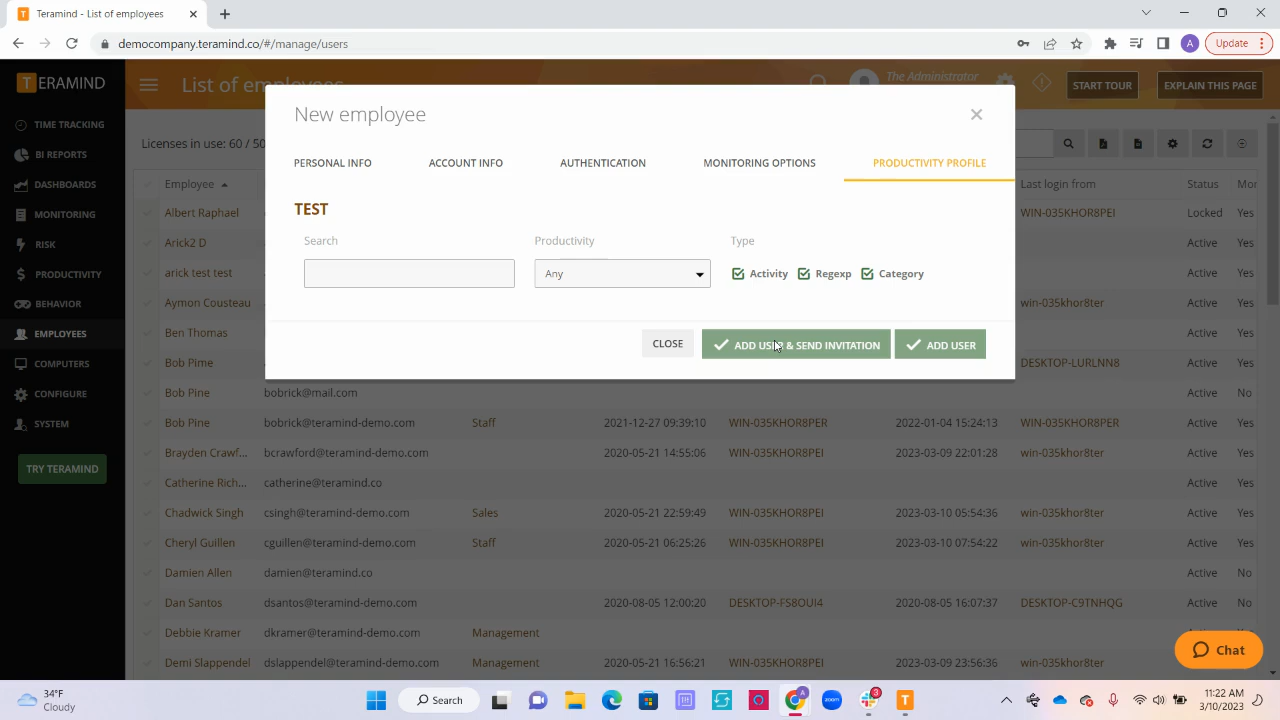 Teramind - List of employees
democompany.teramind.co/#/manage/users
Update
TERAMIND
List of employees
The Administrator
START TOUR
EXPLAIN THIS PAGE
TIME TRACKING
BI REPORTS
DASHBOARDS
MONITORING
RISK
PRODUCTIVITY
BEHAVIOR
EMPLOYEES
COMPUTERS
CONFIGURE
SYSTEM
TRY TERAMIND
Licenses in use: 60 / 50
New employee
PERSONAL INFO
ACCOUNT INFO
AUTHENTICATION
MONITORING OPTIONS
PRODUCTIVITY PROFILE
TEST
Search
Productivity
Type
Any
Activity
Regexp
Category
CLOSE
ADD USER & SEND INVITATION
ADD USER
Employee Last login from Status Mor
Albert Raphael WIN-035KHOR8PEI Locked Yes
Arick2 D Active Yes
arick test test Active Yes
Aymon Cousteau win-035khor8ter Active Yes
Ben Thomas Active Yes
Bob Pime DESKTOP-LURLNN8 Active Yes
Bob Pine bobrick@mail.com Active No
Bob Pine bobrick@teramind-demo.com Staff 2021-12-27 09:39:10 WIN-035KHOR8PER 2022-01-04 15:24:13 WIN-035KHOR8PER Active Yes
Brayden Crawf... bcrawford@teramind-demo.com 2020-05-21 14:55:06 WIN-035KHOR8PEI 2023-03-09 22:01:28 win-035khor8ter Active Yes
Catherine Rich... catherine@teramind.co Active Yes
Chadwick Singh csingh@teramind-demo.com Sales 2020-05-21 22:59:49 WIN-035KHOR8PEI 2023-03-10 05:54:36 win-035khor8ter Active Yes
Cheryl Guillen cguillen@teramind-demo.com Staff 2020-05-21 06:25:26 WIN-035KHOR8PEI 2023-03-10 07:54:22 win-035khor8ter Active Yes
Damien Allen damien@teramind.co Active No
Dan Santos dsantos@teramind-demo.com 2020-08-05 12:00:20 DESKTOP-FS8OUI4 2020-08-05 16:07:37 DESKTOP-C9TNHQG Active No
Debbie Kramer dkramer@teramind-demo.com Management Active Yes
Demi Slappendel dslappendel@teramind-demo.com Management 2020-05-21 16:56:21 WIN-035KHOR8PEI 2023-03-09 23:56:36 win-035khor8ter Active Yes
Chat
34°F
Cloudy
Search
zoom
3
11:22 AM
3/10/2023